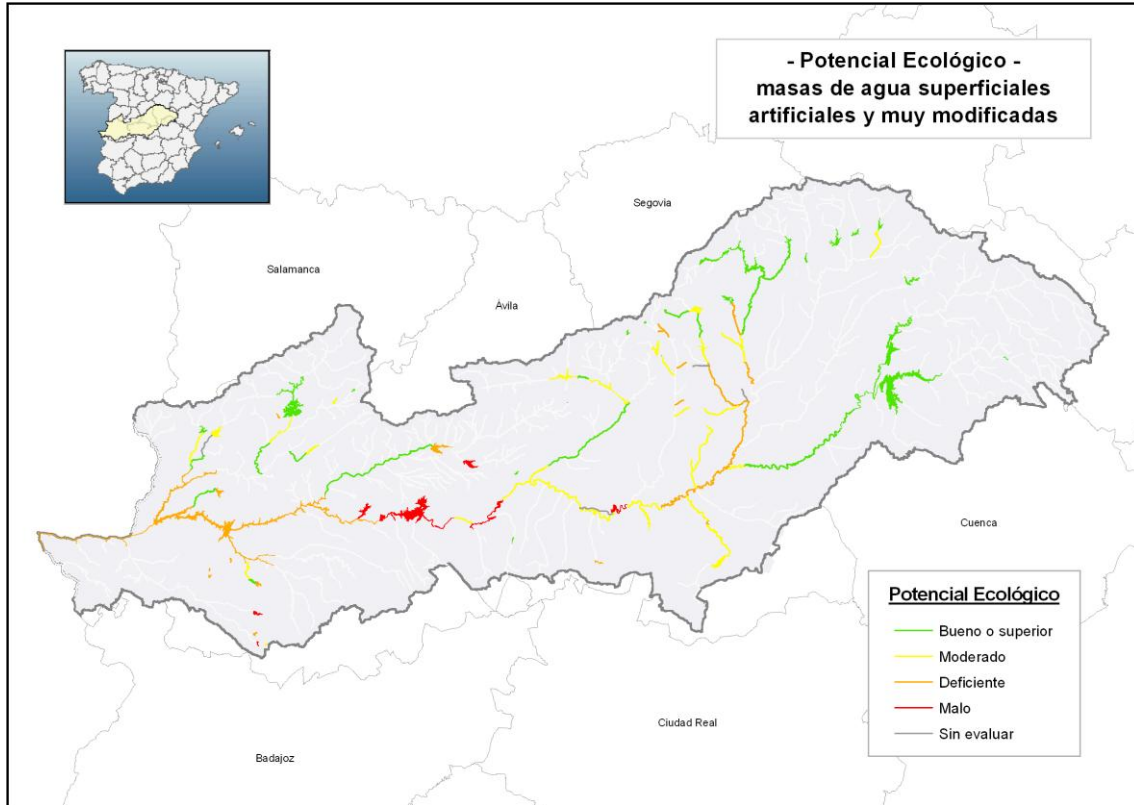 - Potencial Ecológico -
masas de agua superficiales
artificiales y muy modificadas
Segovia
Salamanca
Ávila
Cuenca
Ciudad Real
Badajoz
Potencial Ecológico
Bueno o superior
Moderado
Deficiente
Malo
Sin evaluar